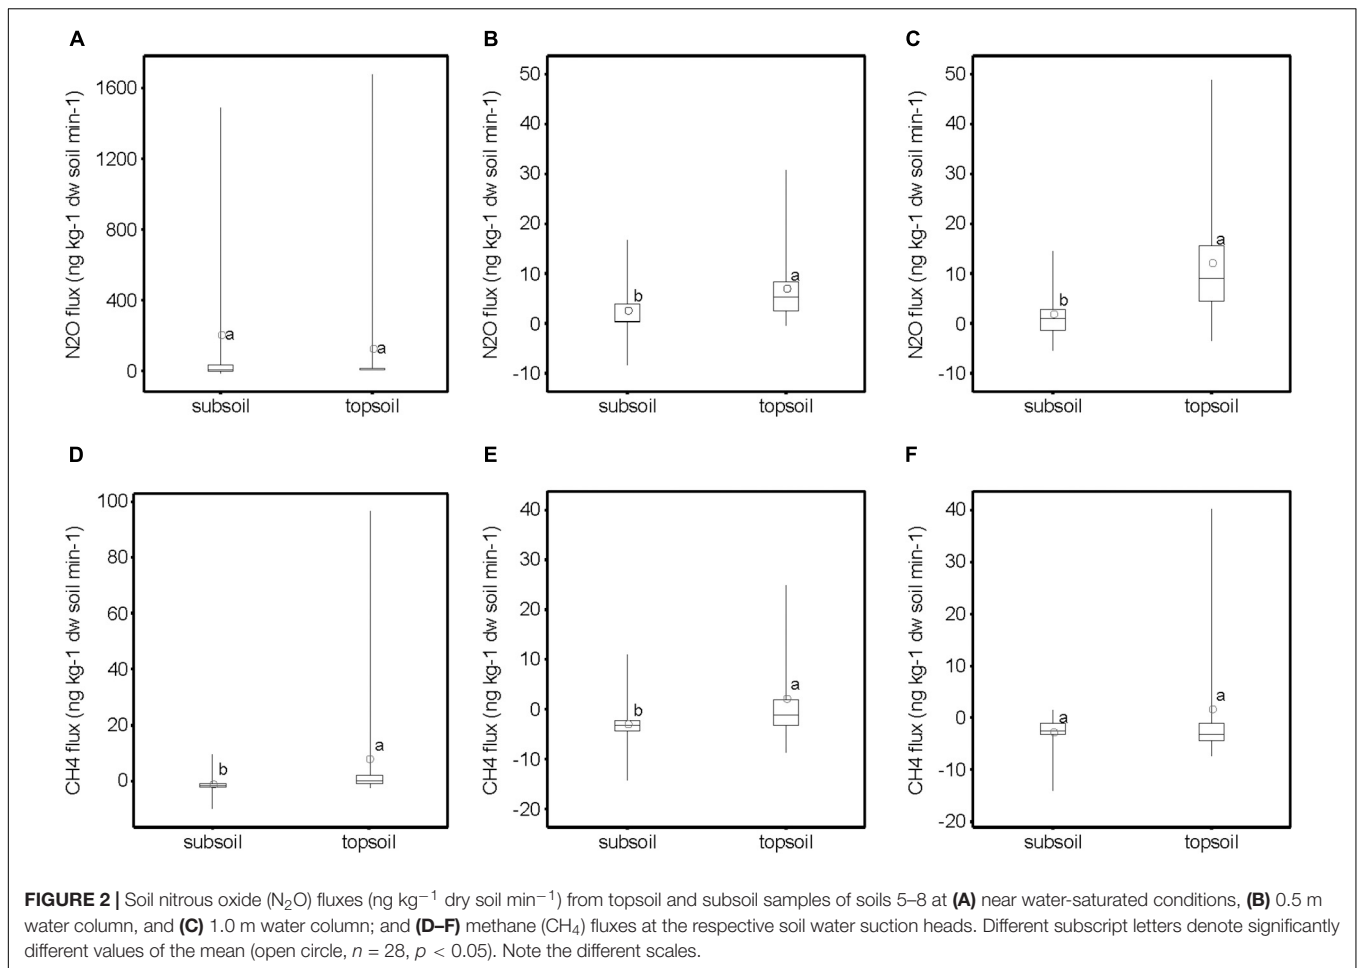 A
B
C
N2O flux (ng kg-1 dw soil min-1)
1600
1200
800
400
0
a
a
subsoil
topsoil
N2O flux (ng kg-1 dw soil min-1)
50
40
30
20
10
0
-10
b
a
subsoil
topsoil
N2O flux (ng kg-1 dw soil min-1)
50
40
30
20
10
0
-10
b
a
subsoil
topsoil
D
E
F
CH4 flux (ng kg-1 dw soil min-1)
100
80
60
40
20
0
b
a
subsoil
topsoil
CH4 flux (ng kg-1 dw soil min-1)
40
20
10
0
-10
-20
b
a
subsoil
topsoil
CH4 flux (ng kg-1 dw soil min-1)
40
20
10
0
-10
-20
a
a
subsoil
topsoil
FIGURE 2 | Soil nitrous oxide (N₂O) fluxes (ng kg⁻¹ dry soil min⁻¹) from topsoil and subsoil samples of soils 5–8 at (A) near water-saturated conditions, (B) 0.5 m
water column, and (C) 1.0 m water column; and (D–F) methane (CH₄) fluxes at the respective soil water suction heads. Different subscript letters denote significantly
different values of the mean (open circle, n = 28, p < 0.05). Note the different scales.